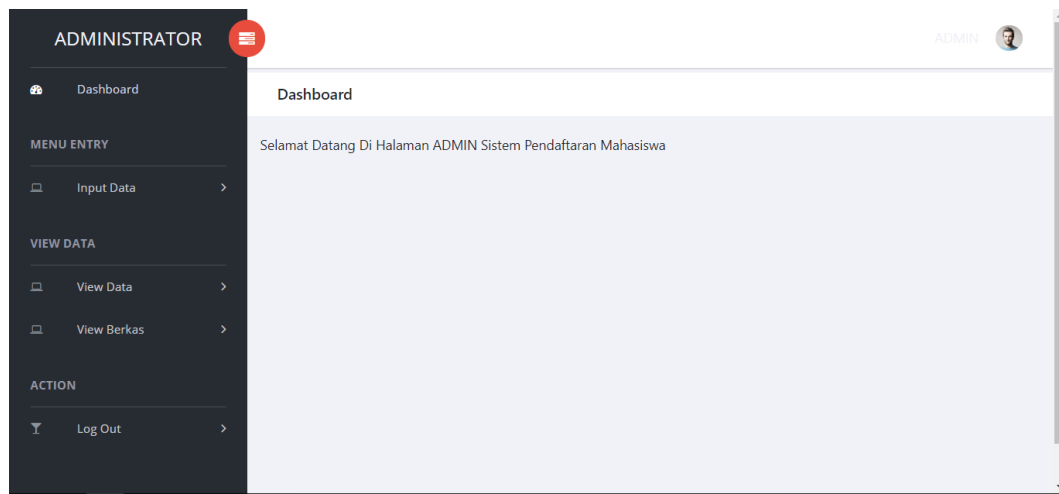 ADMINISTRATOR
ADMIN
Dashboard
Dashboard
MENU ENTRY
Selamat Datang Di Halaman ADMIN Sistem Pendaftaran Mahasiswa
Input Data
VIEW DATA
View Data
View Berkas
ACTION
Log Out